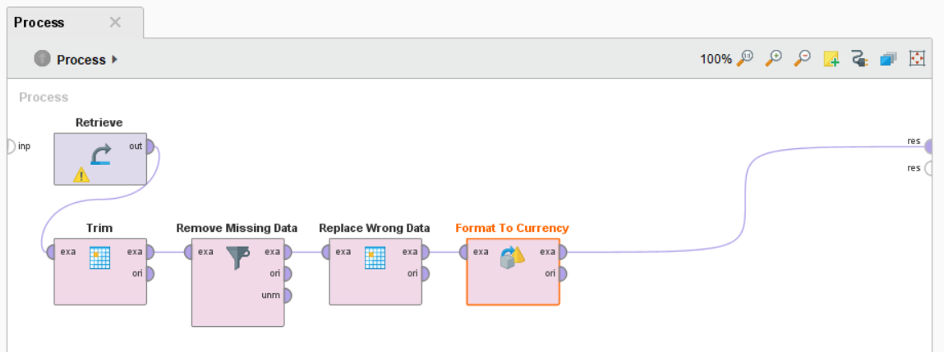 Process
Process
100%
Process
Retrieve
inp
out
res
res
Trim
Remove Missing Data
Replace Wrong Data
Format To Currency
exa exa
exa exa
exa exa
exa exa
ori
ori
ori
ori
unm